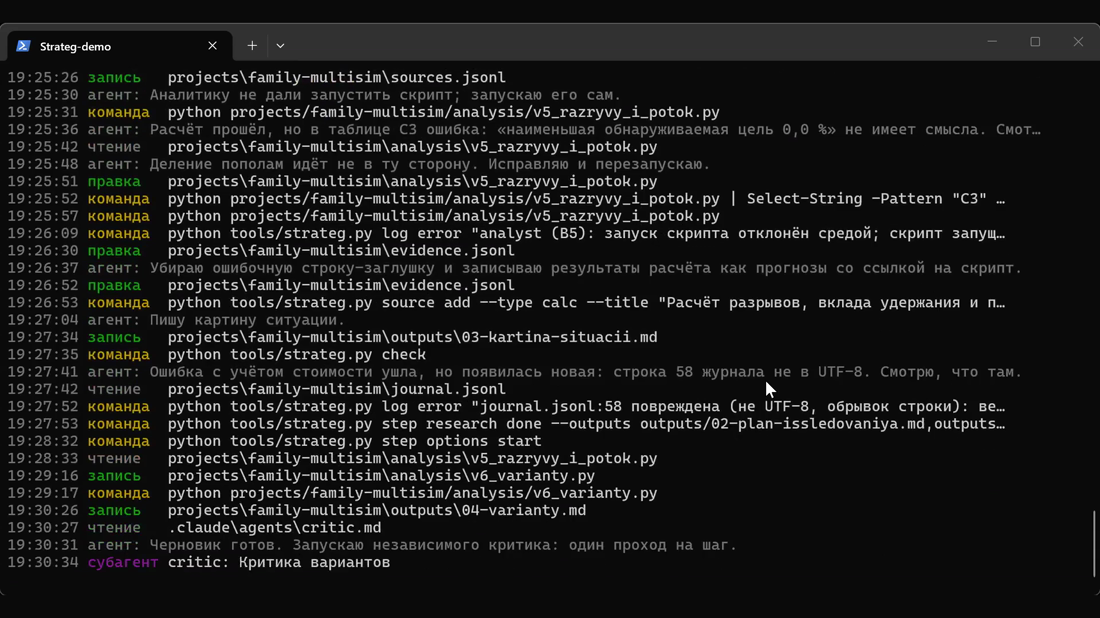 Strateg-demo
19:25:26 запись projects\family-multisim\sources.jsonl
19:25:30 агент: Аналитику не дали запустить скрипт; запускаю его сам.
19:25:31 команда python projects/family-multisim/analysis/v5_razryvy_i_potok.py
19:25:36 агент: Расчёт прошёл, но в таблице C3 ошибка: «наименьшая обнаруживаемая цель 0,0 %» не имеет смысла. Смот…
19:25:42 чтение projects\family-multisim\analysis\v5_razryvy_i_potok.py
19:25:48 агент: Деление пополам идёт не в ту сторону. Исправляю и перезапускаю.
19:25:51 правка projects\family-multisim\analysis\v5_razryvy_i_potok.py
19:25:52 команда python projects/family-multisim/analysis/v5_razryvy_i_potok.py | Select-String -Pattern "C3" …
19:25:57 команда python projects/family-multisim/analysis/v5_razryvy_i_potok.py
19:26:09 команда python tools/strateg.py log error "analyst (B5): запуск скрипта отклонён средой; скрипт запущ…
19:26:30 правка projects\family-multisim\evidence.jsonl
19:26:37 агент: Убираю ошибочную строку-заглушку и записываю результаты расчёта как прогнозы со ссылкой на скрипт.
19:26:52 правка projects\family-multisim\evidence.jsonl
19:26:53 команда python tools/strateg.py source add --type calc --title "Расчёт разрывов, вклада удержания и п…
19:27:04 агент: Пишу картину ситуации.
19:27:34 запись projects\family-multisim\outputs\03-kartina-situacii.md
19:27:35 команда python tools/strateg.py check
19:27:41 агент: Ошибка с учётом стоимости ушла, но появилась новая: строка 58 журнала не в UTF-8. Смотрю, что там.
19:27:42 чтение projects\family-multisim\journal.jsonl
19:27:52 команда python tools/strateg.py log error "journal.jsonl:58 повреждена (не UTF-8, обрывок строки): ве…
19:27:53 команда python tools/strateg.py step research done --outputs outputs/02-plan-issledovaniya.md,outputs…
19:28:32 команда python tools/strateg.py step options start
19:28:33 чтение projects\family-multisim\analysis\v5_razryvy_i_potok.py
19:29:16 запись projects\family-multisim\analysis\v6_varianty.py
19:29:17 команда python projects/family-multisim/analysis/v6_varianty.py
19:30:26 запись projects\family-multisim\outputs\04-varianty.md
19:30:27 чтение .claude\agents\critic.md
19:30:31 агент: Черновик готов. Запускаю независимого критика: один проход на шаг.
19:30:34 субагент critic: Критика вариантов